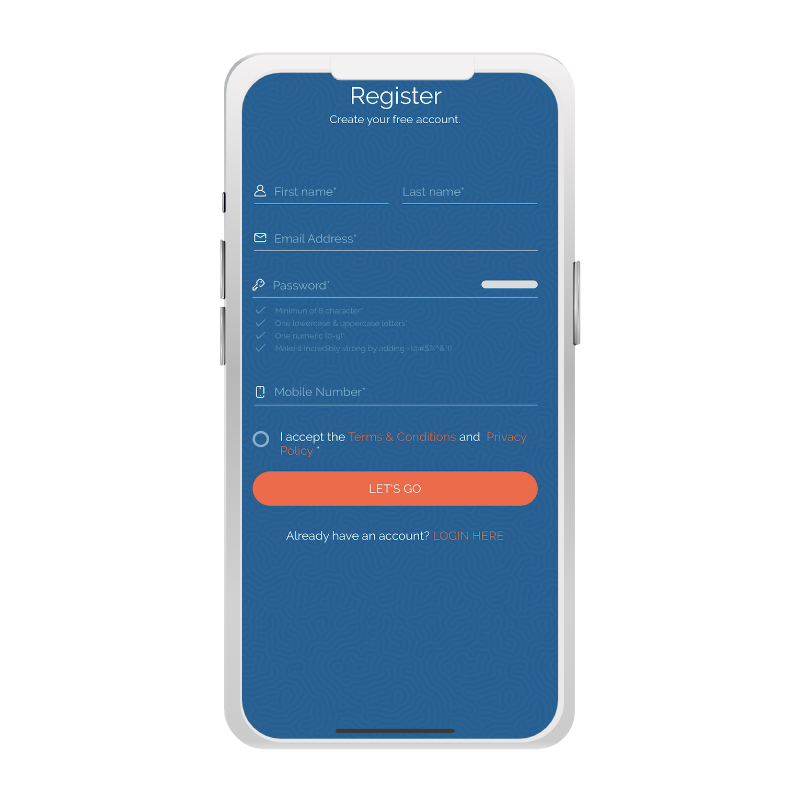 Register
Create your free account.
First name* Last name*
Email Address*
Password*
Minimun of 8 character*
One lowercase & uppercase letters
One numeric (0-9)*
Make it incredibly strong by adding
Mobile Number*
I accept the Terms & Conditions and Privacy
Policy *
LET'S GO
Already have an account? LOGIN HERE